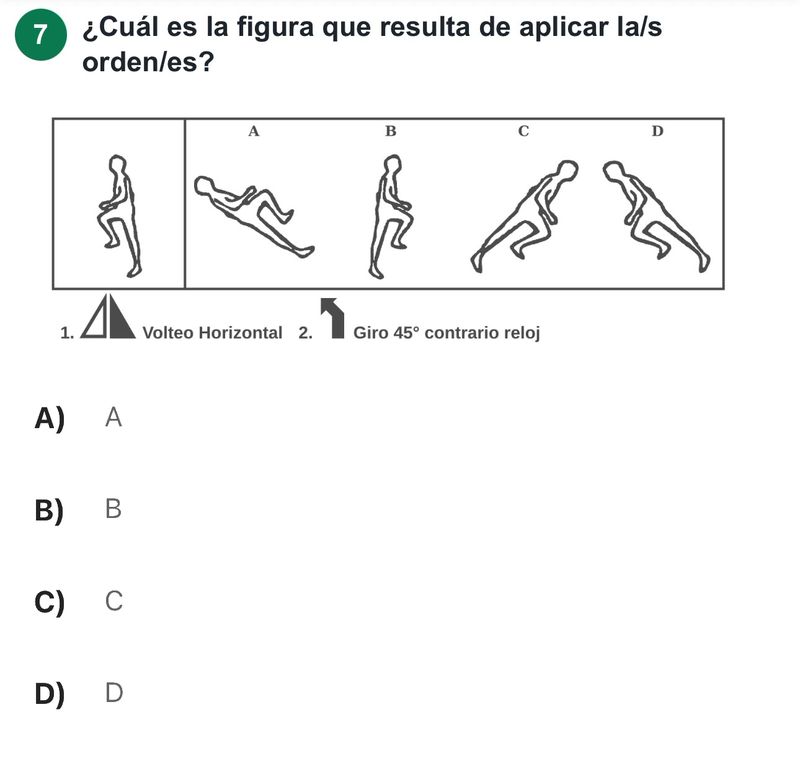 7 ¿Cuál es la figura que resulta de aplicar la/s
orden/es?
A B C D
1. Volteo Horizontal 2. Giro 45° contrario reloj
A) A
B) B
C) C
D) D